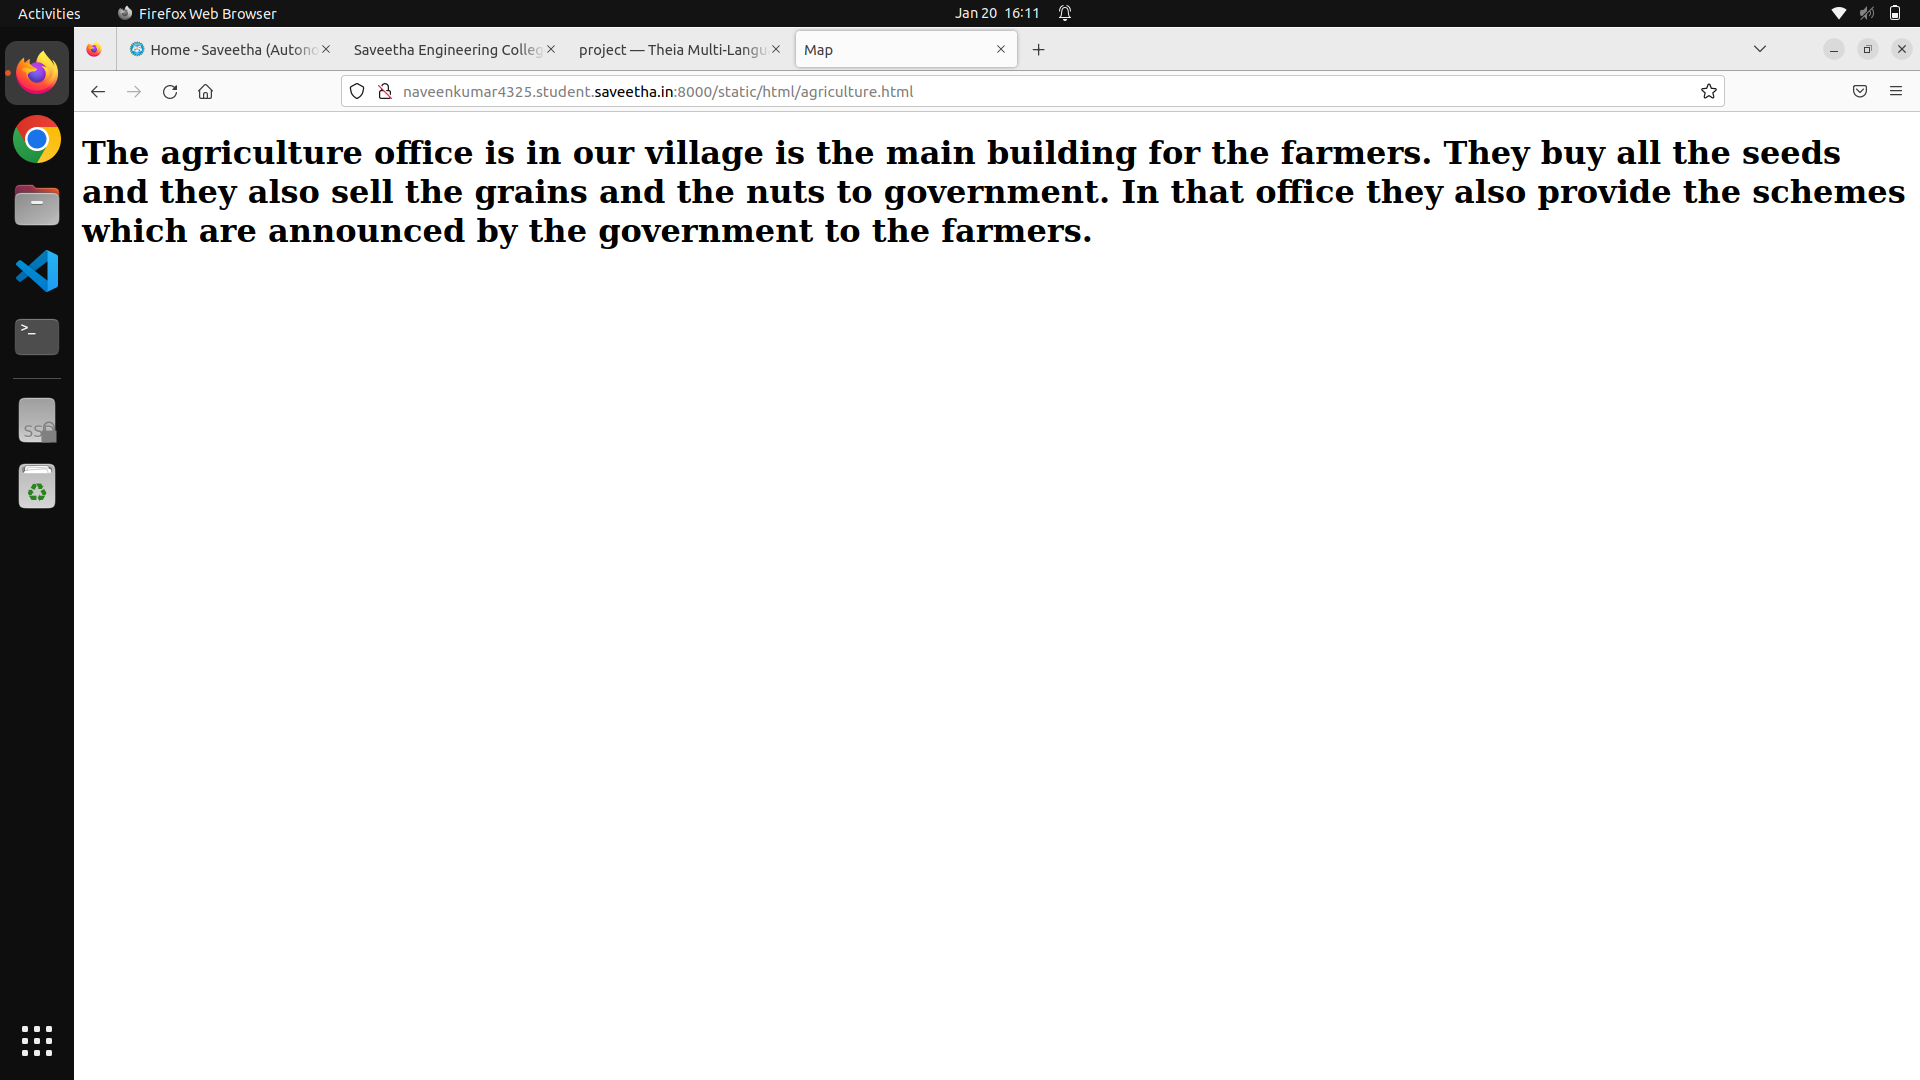 Activities Firefox Web Browser Jan 20 16:11
Home - Saveetha (Autono Saveetha Engineering Colleg project — Theia Multi-Langu Map
naveenkumar4325.student.saveetha.in:8000/static/html/agriculture.html
The agriculture office is in our village is the main building for the farmers. They buy all the seeds
and they also sell the grains and the nuts to government. In that office they also provide the schemes
which are announced by the government to the farmers.
>_
SS